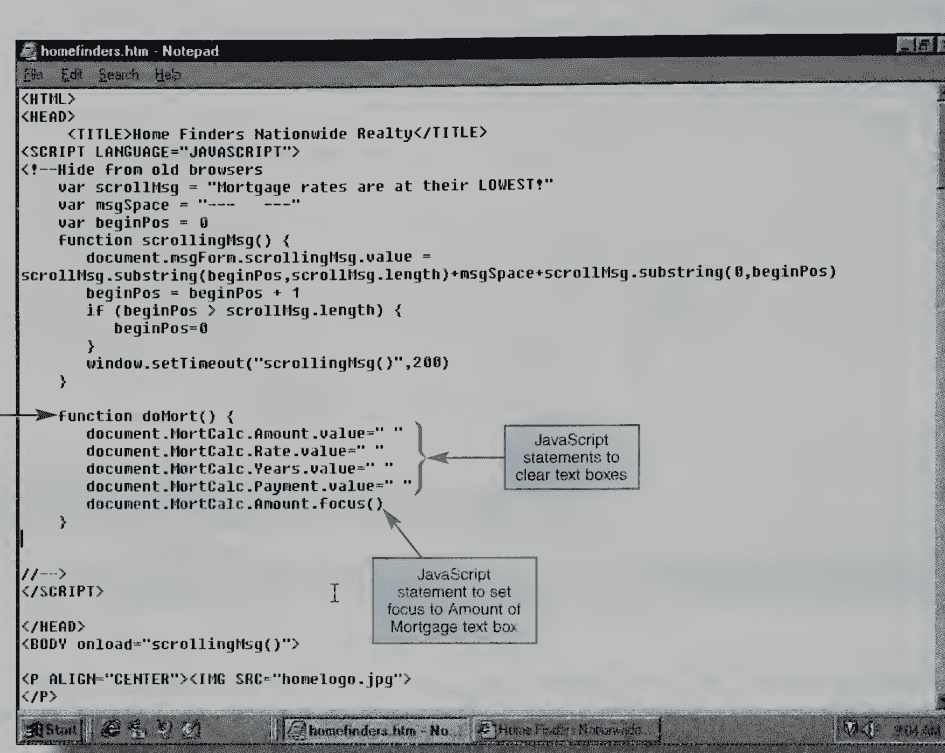 homefinders.htm - Notepad
File Edit Search Help
<HTML>
<HEAD>
<TITLE>Home Finders Nationwide Realty</TITLE>
<SCRIPT LANGUAGE="JAVASCRIPT">
<!--Hide from old browsers
var scrollMsg = "Mortgage rates are at their LOWEST!"
var msgSpace = "---   ---"
var beginPos = 0
function scrollingMsg() {
document.msgForm.scrollingMsg.value =
scrollMsg.substring(beginPos,scrollMsg.length)+msgSpace+scrollMsg.substring(0,beginPos)
beginPos = beginPos + 1
if (beginPos > scrollMsg.length) {
beginPos=0
}
window.setTimeout("scrollingMsg()",200)
}
function doMort() {
document.MortCalc.Amount.value=" "
document.MortCalc.Rate.value=" "
document.MortCalc.Years.value=" "
document.MortCalc.Payment.value=" "
document.MortCalc.Amount.focus()
}
JavaScript
statements to
clear text boxes
JavaScript
statement to set
focus to Amount of
Mortgage text box
//-->
</SCRIPT>
</HEAD>
<BODY onload="scrollingMsg()">
<P ALIGN="CENTER"><IMG SRC="homelogo.jpg">
</P>
Start homefinders.htm - No... Home Finders Nationwide... 9:04 AM